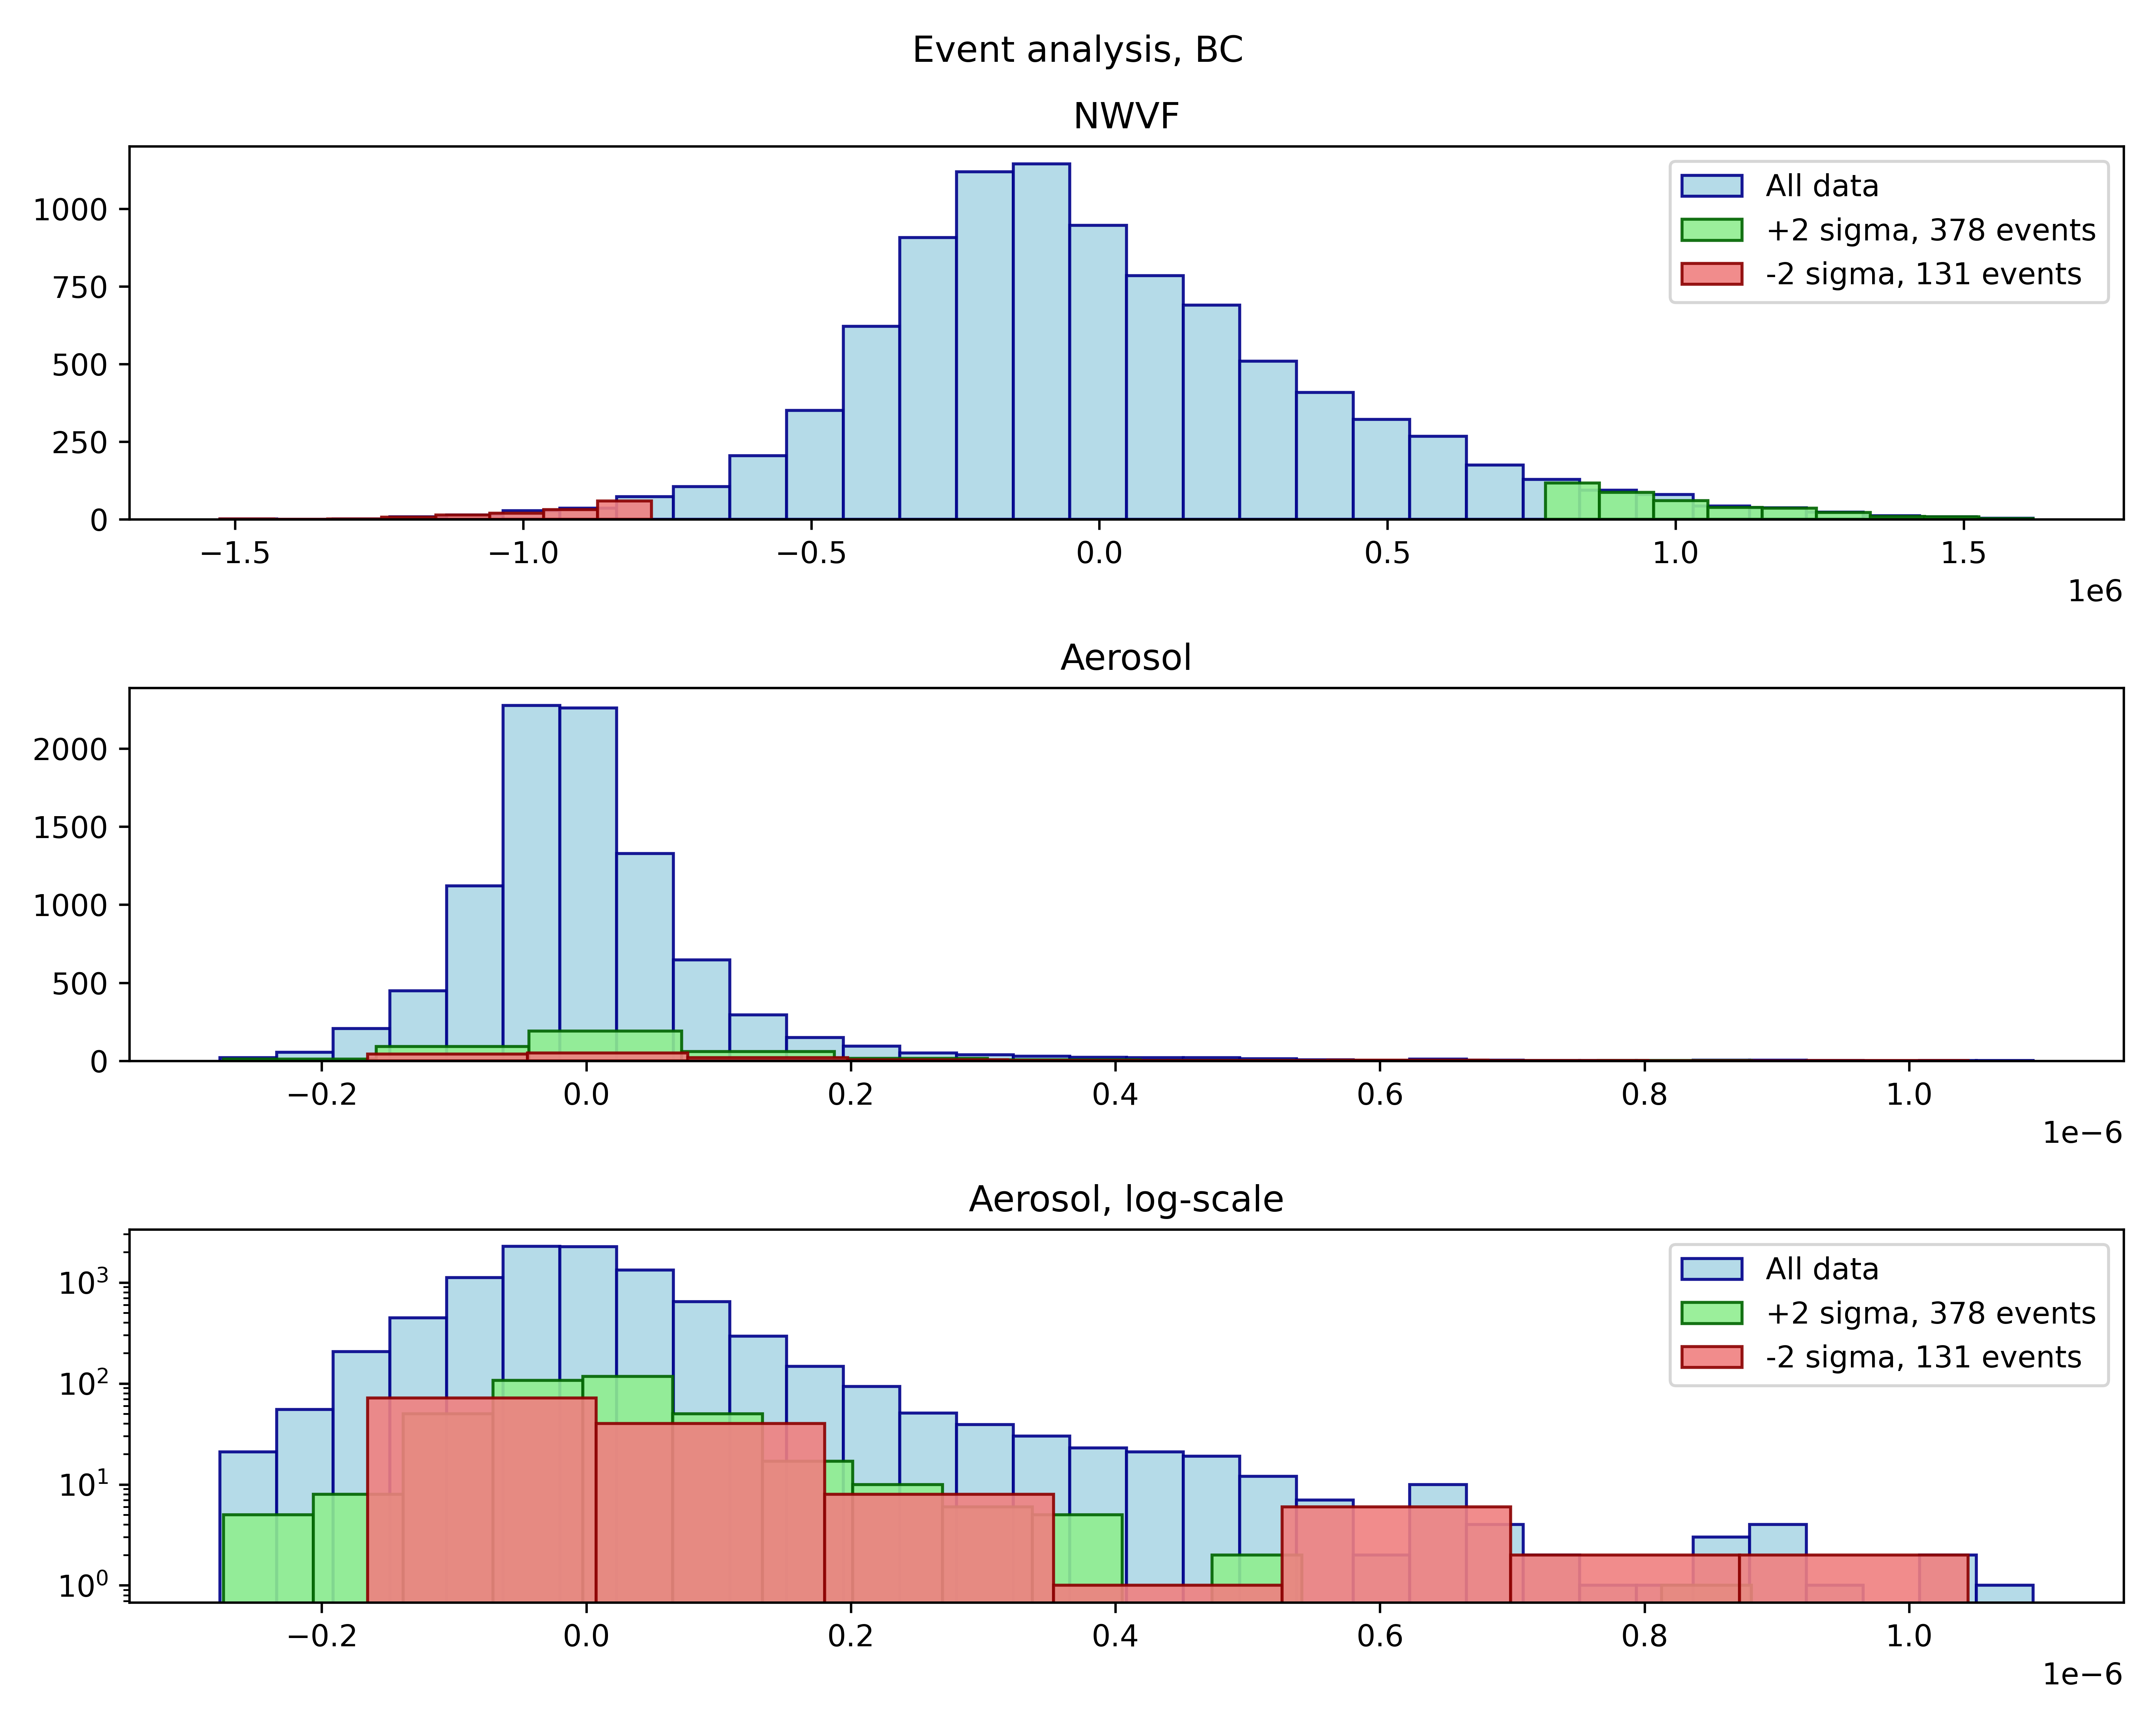 Event analysis, BC
NWVF
All data
+2 sigma, 378 events
-2 sigma, 131 events
1000
750
500
250
0
−1.5 −1.0 −0.5 0.0 0.5 1.0 1.5
1e6
Aerosol
2000
1500
1000
500
0
−0.2 0.0 0.2 0.4 0.6 0.8 1.0
1e−6
Aerosol, log-scale
All data
+2 sigma, 378 events
-2 sigma, 131 events
10³
10²
10¹
10⁰
−0.2 0.0 0.2 0.4 0.6 0.8 1.0
1e−6